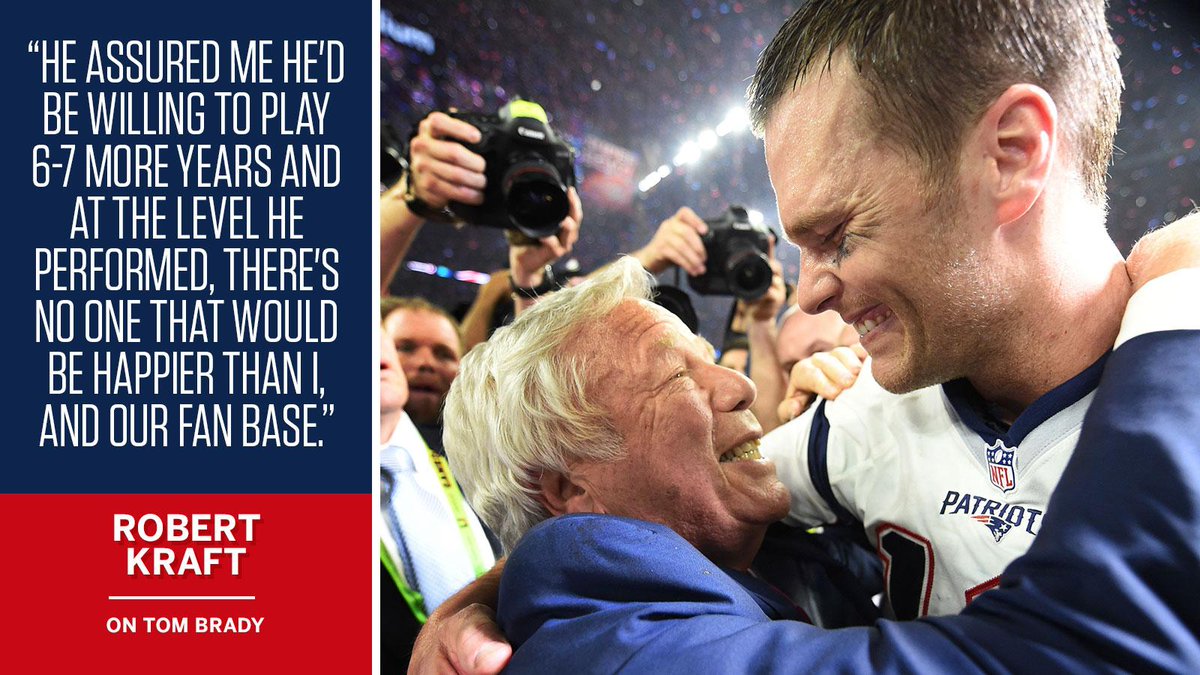 “HE ASSURED ME HE’D
BE WILLING TO PLAY
6-7 MORE YEARS AND
AT THE LEVEL HE
PERFORMED, THERE’S
NO ONE THAT WOULD
BE HAPPIER THAN I,
AND OUR FAN BASE.”
ROBERT
KRAFT
ON TOM BRADY
Canon
NFL
PATRIOTS